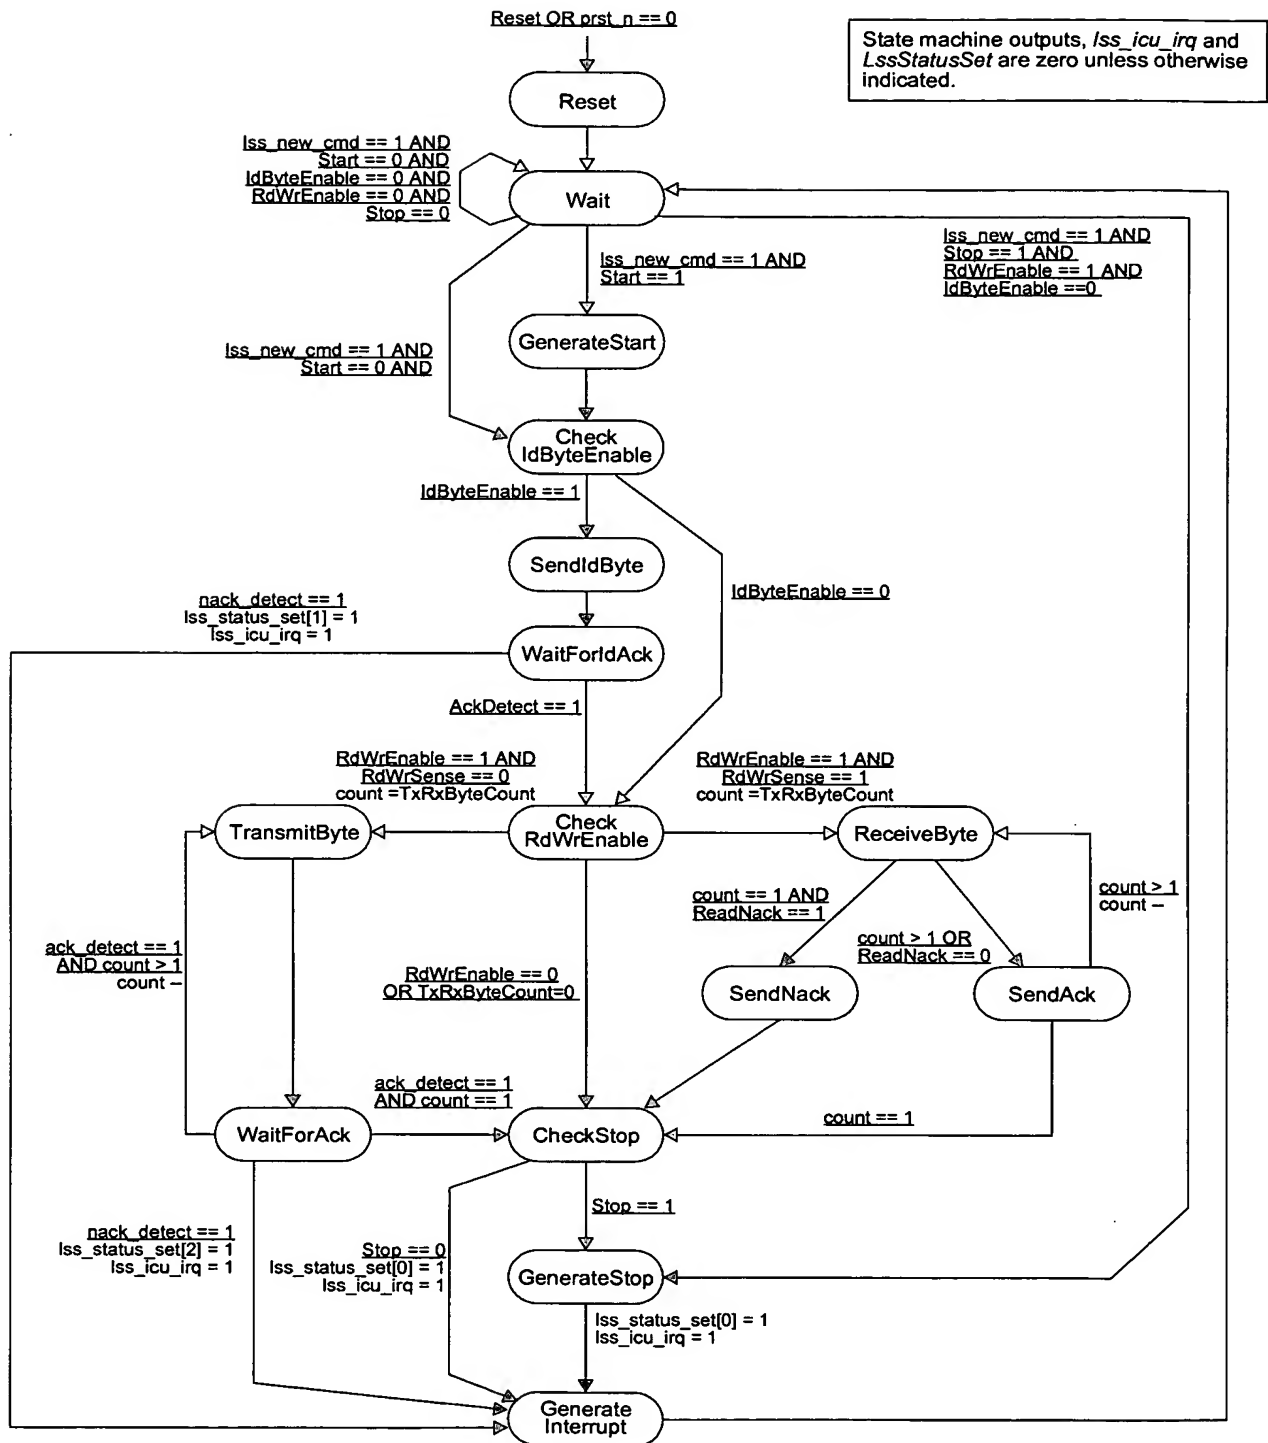 Reset OR prst_n == 0
State machine outputs, lss_icu_irq and
LssStatusSet are zero unless otherwise
indicated.
Reset
lss_new_cmd == 1 AND
Start == 0 AND
IdByteEnable == 0 AND
RdWrEnable == 0 AND
Stop == 0
Wait
lss_new_cmd == 1 AND
Start == 1
lss_new_cmd == 1 AND
Stop == 1 AND
RdWrEnable == 1 AND
IdByteEnable ==0
GenerateStart
lss_new_cmd == 1 AND
Start == 0 AND
Check
IdByteEnable
IdByteEnable == 1
SendIdByte
IdByteEnable == 0
nack_detect == 1
lss_status_set[1] = 1
lss_icu_irq = 1
WaitForIdAck
AckDetect == 1
RdWrEnable == 1 AND
RdWrSense == 0
count =TxRxByteCount
RdWrEnable == 1 AND
RdWrSense == 1
count =TxRxByteCount
TransmitByte
Check
RdWrEnable
ReceiveByte
count == 1 AND
ReadNack == 1
count > 1
count –
count > 1 OR
ReadNack == 0
ack_detect == 1
AND count > 1
count –
RdWrEnable == 0
OR TxRxByteCount=0
SendNack
SendAck
ack_detect == 1
AND count == 1
count == 1
WaitForAck
CheckStop
Stop == 1
nack_detect == 1
lss_status_set[2] = 1
lss_icu_irq = 1
Stop == 0
lss_status_set[0] = 1
lss_icu_irq = 1
GenerateStop
lss_status_set[0] = 1
lss_icu_irq = 1
Generate
Interrupt